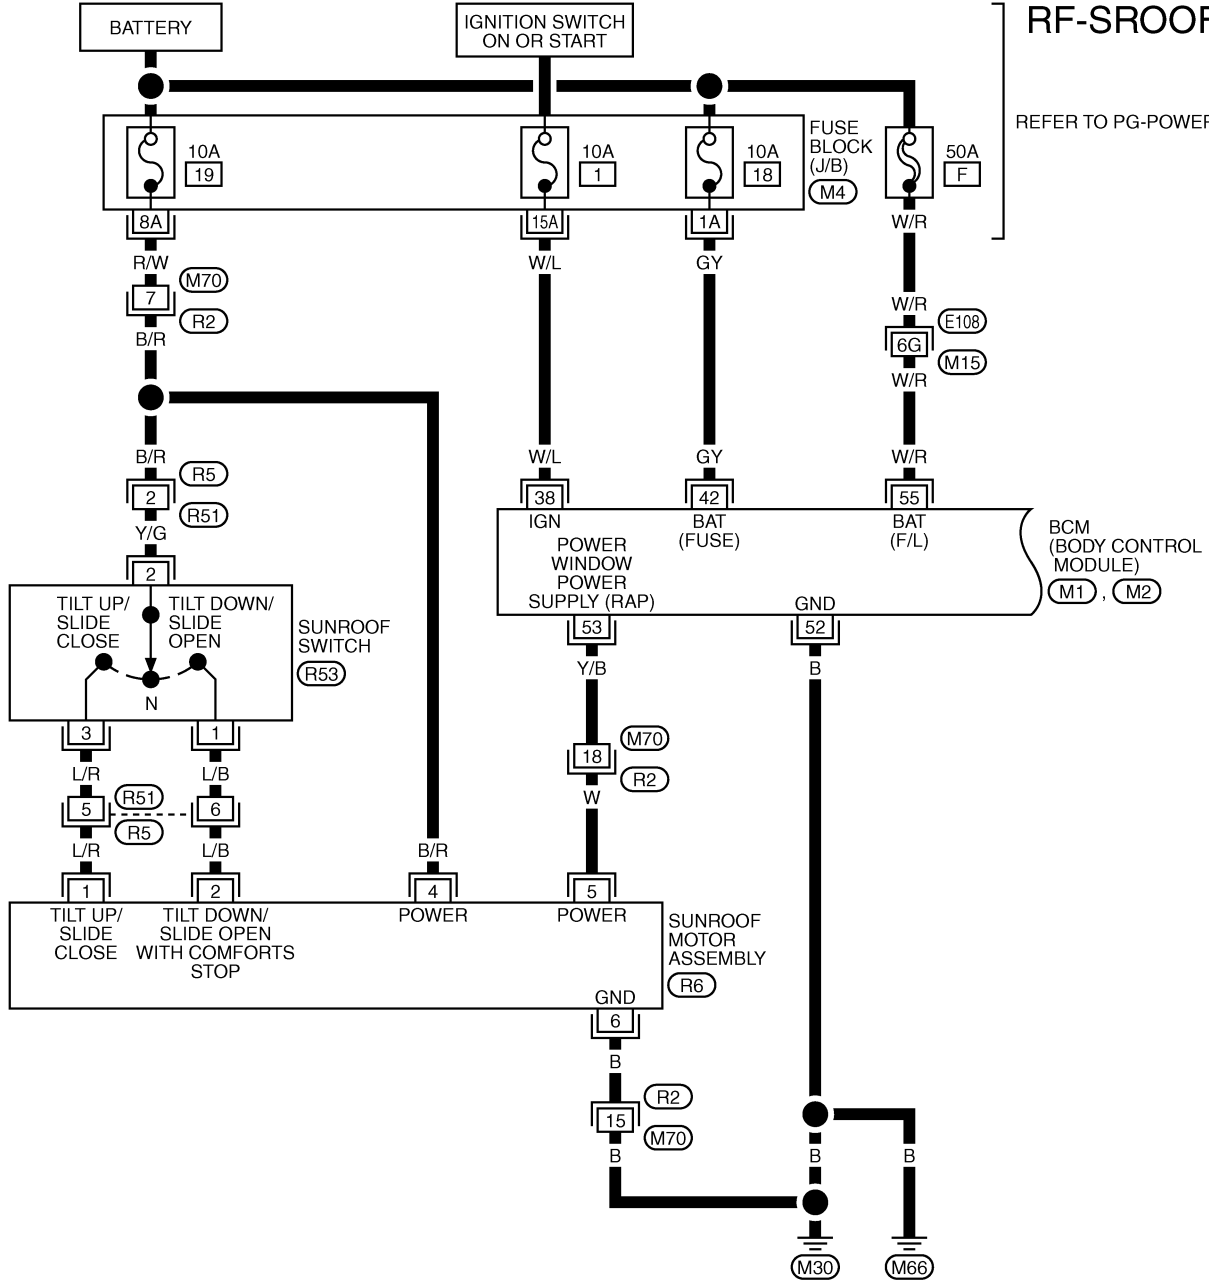 BATTERY
IGNITION SWITCH
ON OR START
RF-SROOF
REFER TO PG-POWER
10A
19
10A
1
10A
18
FUSE
BLOCK
(J/B)
M4
50A
F
8A
15A
1A
W/R
R/W
W/L
GY
M70
7
R2
B/R
W/R
E108
6G
M15
W/R
B/R
W/L
GY
W/R
R5
2
R51
38
42
55
Y/G
IGN
BAT
(FUSE)
BAT
(F/L)
BCM
(BODY CONTROL
MODULE)
M1 , M2
POWER
WINDOW
POWER
SUPPLY (RAP)
GND
2
TILT UP/
SLIDE
CLOSE
TILT DOWN/
SLIDE
OPEN
N
SUNROOF
SWITCH
R53
53
52
Y/B
B
3
1
L/R
L/B
M70
18
R2
W
R51
5
6
R5
L/R
L/B
B/R
1
2
4
5
TILT UP/
SLIDE
CLOSE
TILT DOWN/
SLIDE OPEN
WITH COMFORTS
STOP
POWER
POWER
SUNROOF
MOTOR
ASSEMBLY
R6
GND
6
B
R2
15
M70
B
B
B
M30
M66